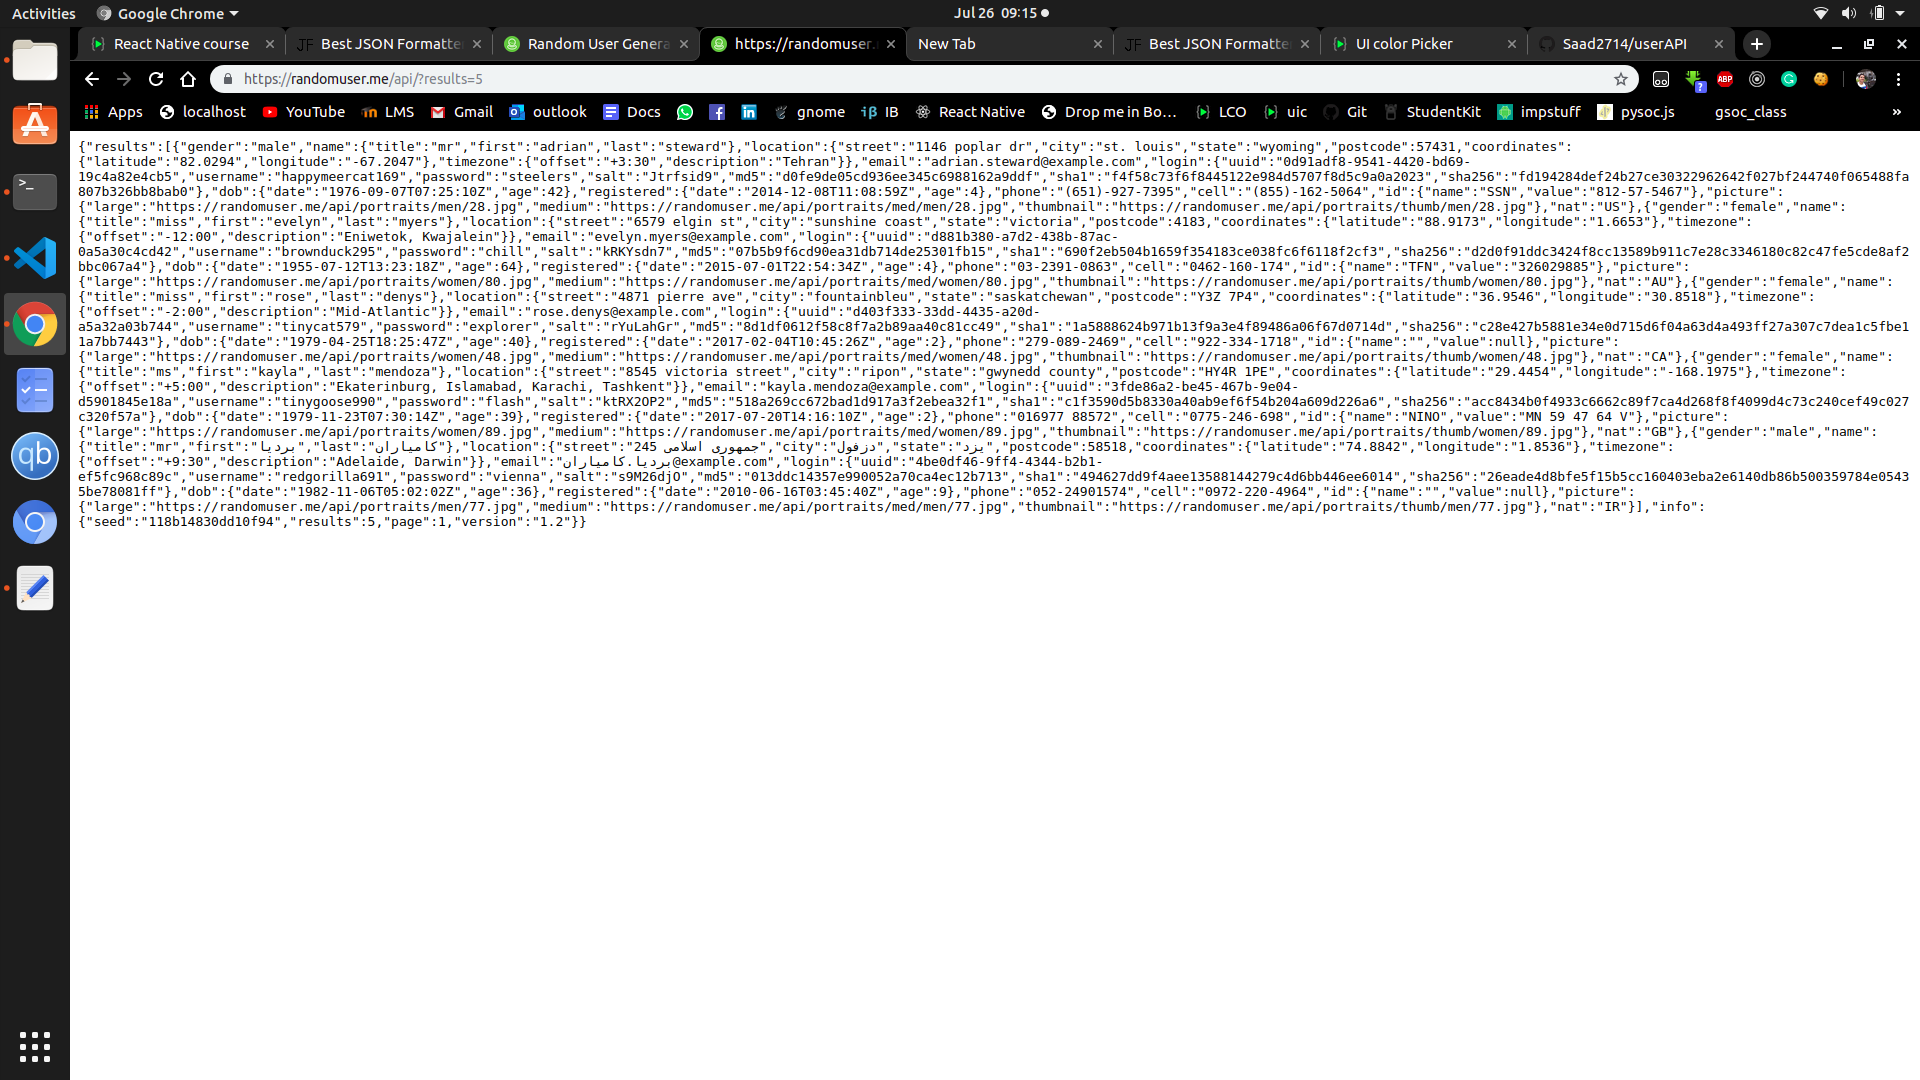 Activities
Google Chrome
Jul 26 09:15
React Native course
Best JSON Formatte
Random User Genera
https://randomuser.
New Tab
Best JSON Formatte
UI color Picker
Saad2714/userAPI
https://randomuser.me/api/?results=5
Apps
localhost
YouTube
LMS
Gmail
outlook
Docs
gnome
IB
React Native
Drop me in Bo…
LCO
uic
Git
StudentKit
impstuff
pysoc.js
gsoc_class
»
{"results":[{"gender":"male","name":{"title":"mr","first":"adrian","last":"steward"},"location":{"street":"1146 poplar dr","city":"st. louis","state":"wyoming","postcode":57431,"coordinates":
{"latitude":"82.0294","longitude":"-67.2047"},"timezone":{"offset":"+3:30","description":"Tehran"}},"email":"adrian.steward@example.com","login":{"uuid":"0d91adf8-9541-4420-bd69-
19c4a82e4cb5","username":"happymeercat169","password":"steelers","salt":"Jtrfsid9","md5":"d0fe9de05cd936ee345c6988162a9ddf","sha1":"f4f58c73f6f8445122e984d5707f8d5c9a0a2023","sha256":"fd194284def24b27ce30322962642f027bf244740f065488fa
807b326bb8bab0"},"dob":{"date":"1976-09-07T07:25:10Z","age":42},"registered":{"date":"2014-12-08T11:08:59Z","age":4},"phone":"(651)-927-7395","cell":"(855)-162-5064","id":{"name":"SSN","value":"812-57-5467"},"picture":
{"large":"https://randomuser.me/api/portraits/men/28.jpg","medium":"https://randomuser.me/api/portraits/med/men/28.jpg","thumbnail":"https://randomuser.me/api/portraits/thumb/men/28.jpg"},"nat":"US"},{"gender":"female","name":
{"title":"miss","first":"evelyn","last":"myers"},"location":{"street":"6579 elgin st","city":"sunshine coast","state":"victoria","postcode":4183,"coordinates":{"latitude":"88.9173","longitude":"1.6653"},"timezone":
{"offset":"-12:00","description":"Eniwetok, Kwajalein"}},"email":"evelyn.myers@example.com","login":{"uuid":"d881b380-a7d2-438b-87ac-
0a5a30c4cd42","username":"brownduck295","password":"chill","salt":"kRKYsdn7","md5":"07b5b9f6cd90ea31db714de25301fb15","sha1":"690f2eb504b1659f354183ce038fc6f6118f2cf3","sha256":"d2d0f91ddc3424f8cc13589b911c7e28c3346180c82c47fe5cde8af2
bbc067a4"},"dob":{"date":"1955-07-12T13:23:18Z","age":64},"registered":{"date":"2015-07-01T22:54:34Z","age":4},"phone":"03-2391-0863","cell":"0462-160-174","id":{"name":"TFN","value":"326029885"},"picture":
{"large":"https://randomuser.me/api/portraits/women/80.jpg","medium":"https://randomuser.me/api/portraits/med/women/80.jpg","thumbnail":"https://randomuser.me/api/portraits/thumb/women/80.jpg"},"nat":"AU"},{"gender":"female","name":
{"title":"miss","first":"rose","last":"denys"},"location":{"street":"4871 pierre ave","city":"fountainbleu","state":"saskatchewan","postcode":"Y3Z 7P4","coordinates":{"latitude":"36.9546","longitude":"30.8518"},"timezone":
{"offset":"-2:00","description":"Mid-Atlantic"}},"email":"rose.denys@example.com","login":{"uuid":"d403f333-33dd-4435-a20d-
a5a32a03b744","username":"tinycat579","password":"explorer","salt":"rYuLahGr","md5":"8d1df0612f58c8f7a2b89aa40c81cc49","sha1":"1a5888624b971b13f9a3e4f89486a06f67d0714d","sha256":"c28e427b5881e34e0d715d6f04a63d4a493ff27a307c7dea1c5fbe1
1a7bb7443"},"dob":{"date":"1979-04-25T18:25:47Z","age":40},"registered":{"date":"2017-02-04T10:45:26Z","age":2},"phone":"279-089-2469","cell":"922-334-1718","id":{"name":"","value":null},"picture":
{"large":"https://randomuser.me/api/portraits/women/48.jpg","medium":"https://randomuser.me/api/portraits/med/women/48.jpg","thumbnail":"https://randomuser.me/api/portraits/thumb/women/48.jpg"},"nat":"CA"},{"gender":"female","name":
{"title":"ms","first":"kayla","last":"mendoza"},"location":{"street":"8545 victoria street","city":"ripon","state":"gwynedd county","postcode":"HY4R 1PE","coordinates":{"latitude":"29.4454","longitude":"-168.1975"},"timezone":
{"offset":"+5:00","description":"Ekaterinburg, Islamabad, Karachi, Tashkent"}},"email":"kayla.mendoza@example.com","login":{"uuid":"3fde86a2-be45-467b-9e04-
d5901845e18a","username":"tinygoose990","password":"flash","salt":"ktRX2OP2","md5":"518a269cc672bad1d917a3f2ebea32f1","sha1":"c1f3590d5b8330a40ab9ef6f54b204a609d226a6","sha256":"acc8434b0f4933c6662c89f7ca4d268f8f4099d4c73c240cef49c027
c320f57a"},"dob":{"date":"1979-11-23T07:30:14Z","age":39},"registered":{"date":"2017-07-20T14:16:10Z","age":2},"phone":"016977 88572","cell":"0775-246-698","id":{"name":"NINO","value":"MN 59 47 64 V"},"picture":
{"large":"https://randomuser.me/api/portraits/women/89.jpg","medium":"https://randomuser.me/api/portraits/med/women/89.jpg","thumbnail":"https://randomuser.me/api/portraits/thumb/women/89.jpg"},"nat":"GB"},{"gender":"male","name":
{"title":"mr","first":"بردیا","last":"کامیاران"},"location":{"street":"245 جمهوری اسلامی","city":"دزفول","state":"یزد","postcode":58518,"coordinates":{"latitude":"74.8842","longitude":"1.8536"},"timezone":
{"offset":"+9:30","description":"Adelaide, Darwin"}},"email":"بردیا.کامیاران@example.com","login":{"uuid":"4be0df46-9ff4-4344-b2b1-
ef5fc968c89c","username":"redgorilla691","password":"vienna","salt":"s9M26djO","md5":"013ddc14357e990052a70ca4ec12b713","sha1":"494627dd9f4aee13588144279c4d6bb446ee6014","sha256":"26eade4d8bfe5f15b5cc160403eba2e6140db86b500359784e0543
5be78081ff"},"dob":{"date":"1982-11-06T05:02:02Z","age":36},"registered":{"date":"2010-06-16T03:45:40Z","age":9},"phone":"052-24901574","cell":"0972-220-4964","id":{"name":"","value":null},"picture":
{"large":"https://randomuser.me/api/portraits/men/77.jpg","medium":"https://randomuser.me/api/portraits/med/men/77.jpg","thumbnail":"https://randomuser.me/api/portraits/thumb/men/77.jpg"},"nat":"IR"}],"info":
{"seed":"118b14830dd10f94","results":5,"page":1,"version":"1.2"}}